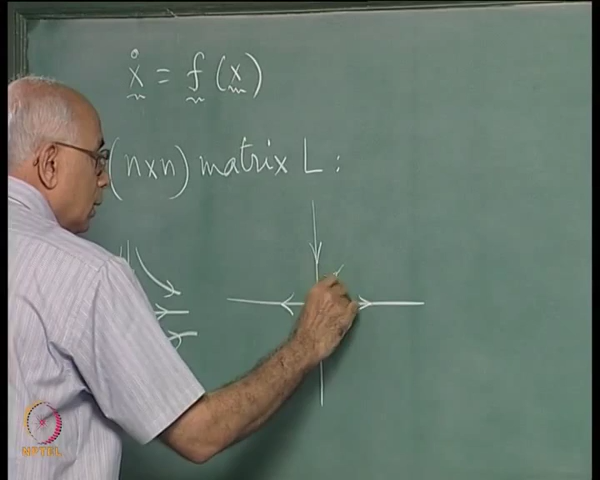 ẋ = f (x)
(n×n) matrix L :
NPTEL